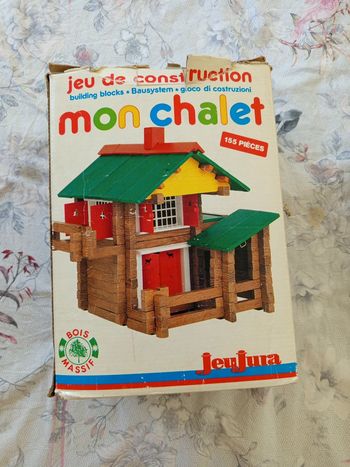 jeu de construction
building blocks • Bausystem • gioco di costruzioni
mon chalet
155 PIÈCES
BOIS
MASSIF
jeujura